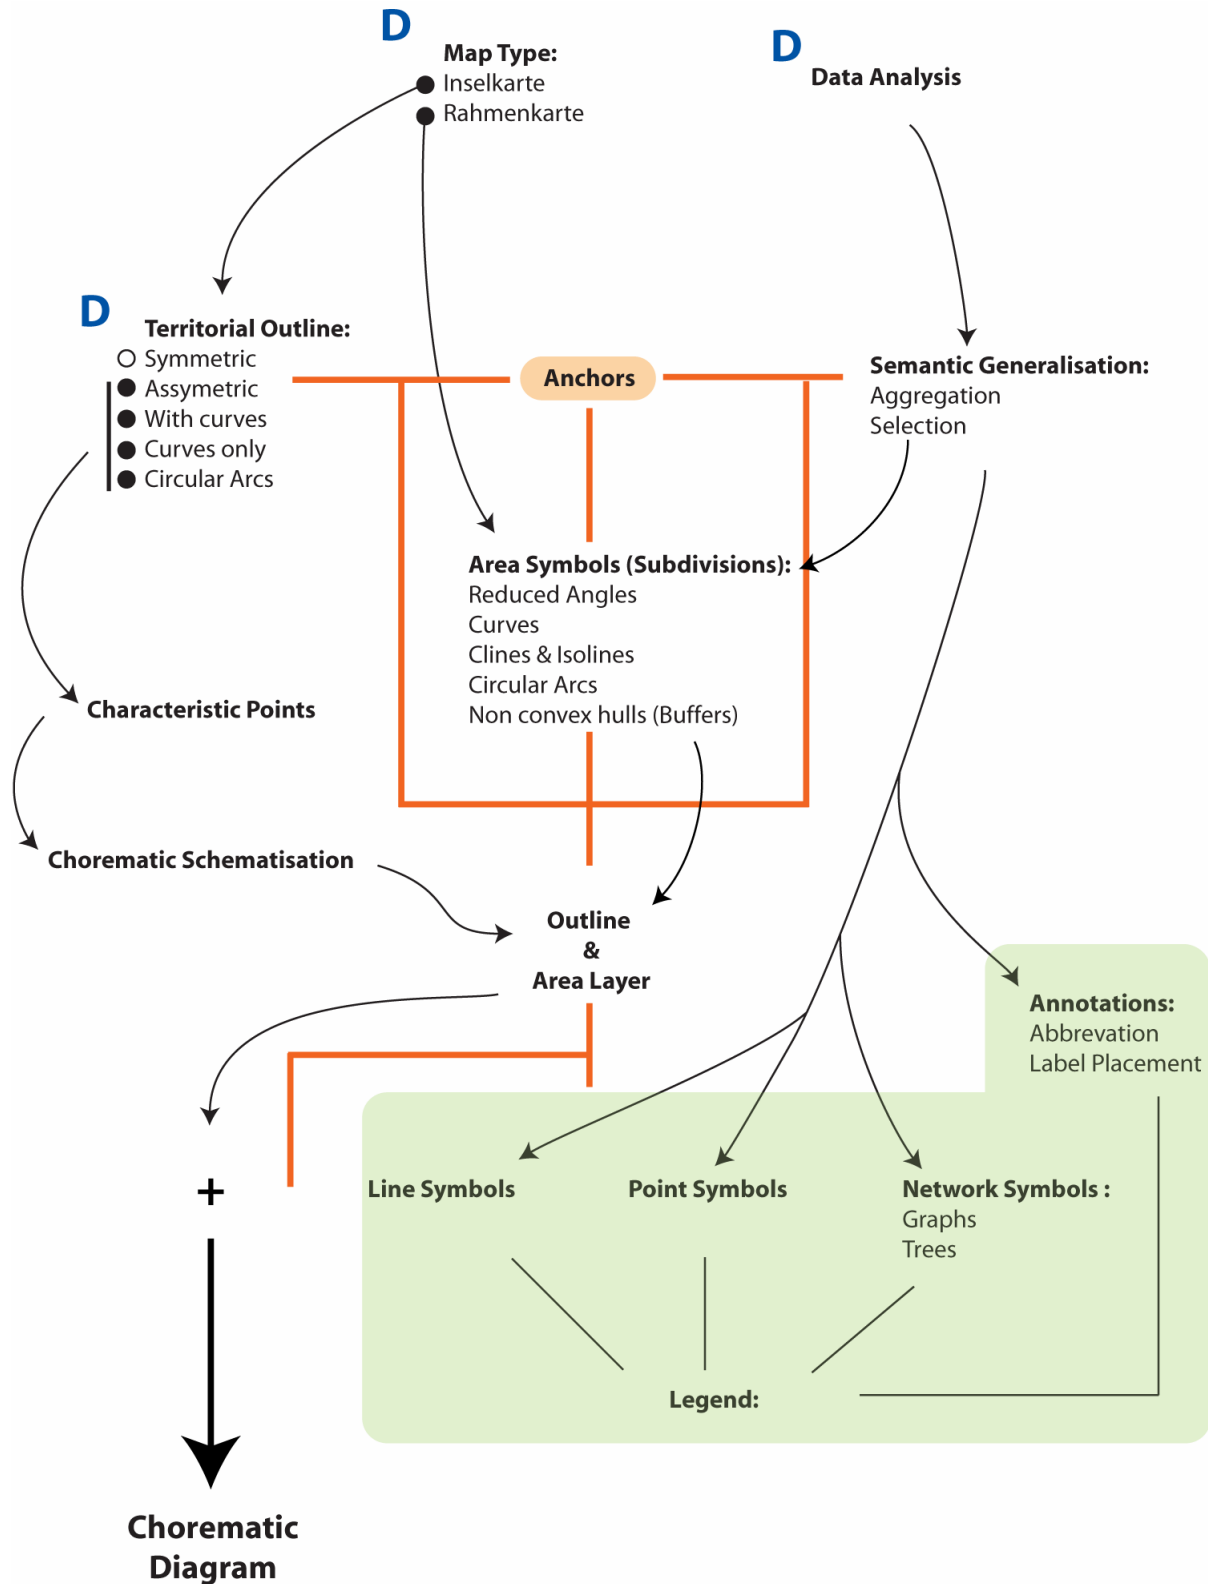 D
Map Type:
Inselkarte
Rahmenkarte
D
Data Analysis
D
Territorial Outline:
Symmetric
Assymetric
With curves
Curves only
Circular Arcs
Anchors
Semantic Generalisation:
Aggregation
Selection
Area Symbols (Subdivisions):
Reduced Angles
Curves
Clines & Isolines
Circular Arcs
Non convex hulls (Buffers)
Characteristic Points
Chorematic Schematisation
Outline
&
Area Layer
Annotations:
Abbrevation
Label Placement
+
Line Symbols
Point Symbols
Network Symbols :
Graphs
Trees
Legend:
Chorematic
Diagram